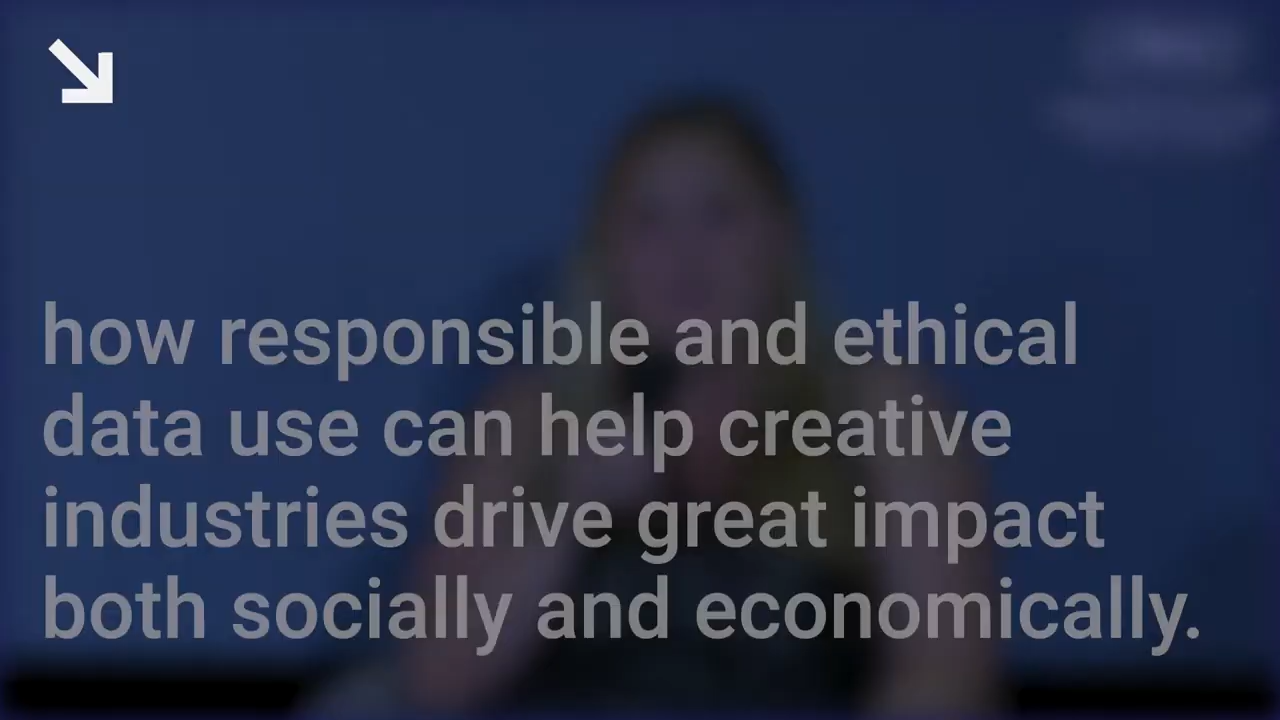 how responsible and ethical
data use can help creative
industries drive great impact
both socially and economically.